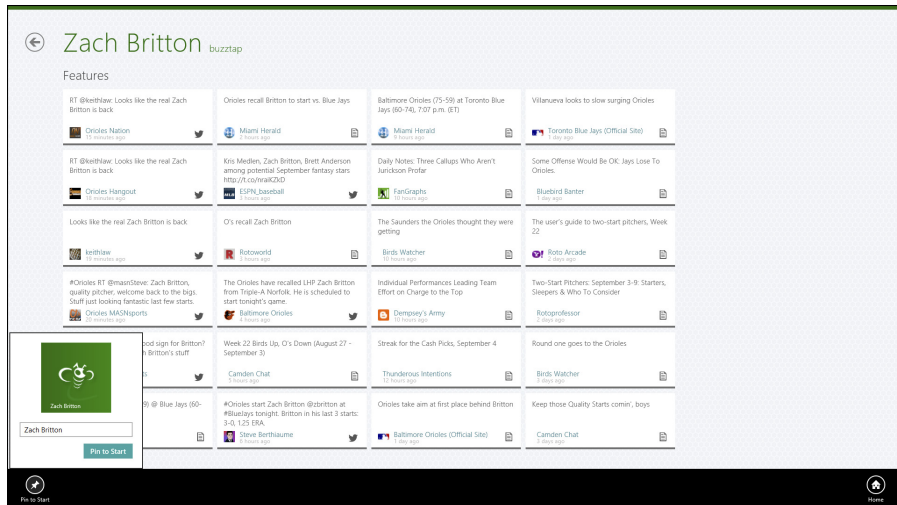 Zach Britton buzztap
Features
RT @keithlaw: Looks like the real Zach
Britton is back
Orioles Nation
15 minutes ago
RT @keithlaw: Looks like the real Zach
Britton is back
Orioles Hangout
18 minutes ago
Looks like the real Zach Britton is back
keithlaw
19 minutes ago
#Orioles RT @masnSteve: Zach Britton,
quality pitcher, welcome back to the bigs.
Stuff just looking fantastic last few starts.
Orioles MASNsports
20 minutes ago
ood sign for Britton?
h Britton's stuff
ts
9) @ Blue Jays (60-
Orioles recall Britton to start vs. Blue Jays
Miami Herald
2 hours ago
Kris Medlen, Zach Britton, Brett Anderson
among potential September fantasy stars
http://t.co/nraiKZkD
MLB
ESPN_baseball
3 hours ago
O's recall Zach Britton
R
Rotoworld
3 hours ago
The Orioles have recalled LHP Zach Britton
from Triple-A Norfolk. He is scheduled to
start tonight's game.
Baltimore Orioles
4 hours ago
Week 22 Birds Up, O's Down (August 27 -
September 3)
Camden Chat
5 hours ago
#Orioles start Zach Britton @zbritton at
#BlueJays tonight. Britton in his last 3 starts:
3-0, 1.25 ERA.
Steve Berthiaume
8 hours ago
Baltimore Orioles (75-59) at Toronto Blue
Jays (60-74), 7:07 p.m. (ET)
Miami Herald
9 hours ago
Daily Notes: Three Callups Who Aren't
Jurickson Profar
FanGraphs
10 hours ago
The Saunders the Orioles thought they were
getting
Birds Watcher
10 hours ago
Individual Performances Leading Team
Effort on Charge to the Top
Dempsey's Army
10 hours ago
Streak for the Cash Picks, September 4
Thunderous Intentions
12 hours ago
Orioles take aim at first place behind Britton
Baltimore Orioles (Official Site)
1 day ago
Villanueva looks to slow surging Orioles
Toronto Blue Jays (Official Site)
1 day ago
Some Offense Would BE OK; Jays Lose To
Orioles.
Bluebird Banter
1 day ago
The user's guide to two-start pitchers, Week
22
Y!
Roto Arcade
2 days ago
Two-Start Pitchers: September 3-9: Starters,
Sleepers & Who To Consider
Rotoprofessor
2 days ago
Round one goes to the Orioles
Birds Watcher
3 days ago
Keep those Quality Starts comin', boys
Camden Chat
3 days ago
Zach Britton
Zach Britton
Pin to Start
Pin to Start
Home